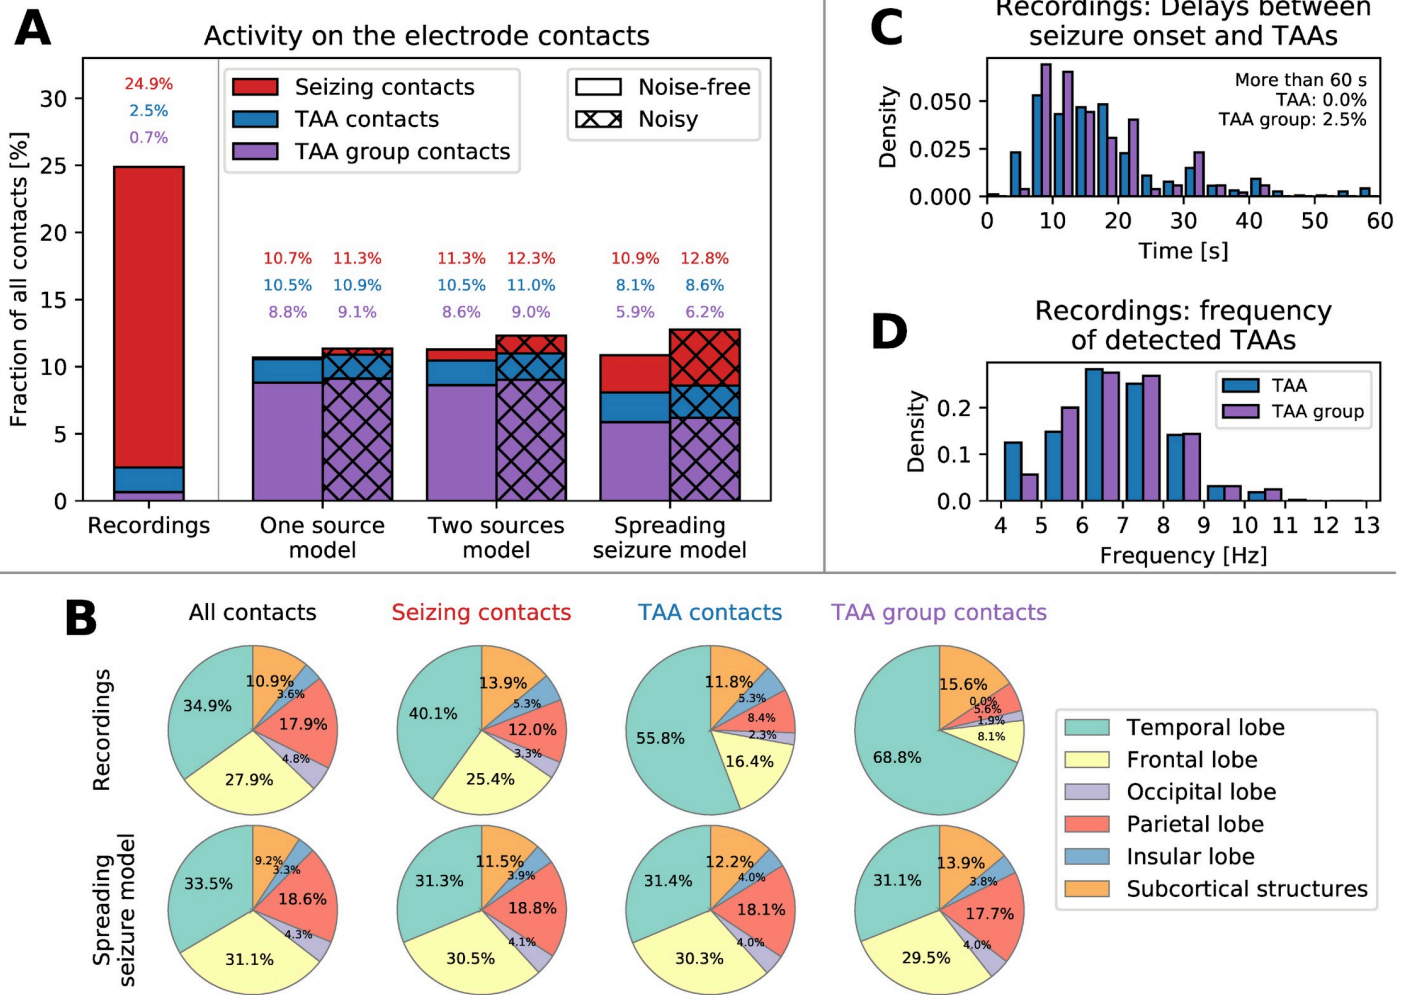 A
Activity on the electrode contacts
Fraction of all contacts [%]
30
25
20
15
10
5
0
24.9%
2.5%
0.7%
Seizing contacts
TAA contacts
TAA group contacts
Noise-free
Noisy
10.7% 11.3%
10.5% 10.9%
8.8% 9.1%
11.3% 12.3%
10.5% 11.0%
8.6% 9.0%
10.9% 12.8%
8.1% 8.6%
5.9% 6.2%
Recordings
One source
model
Two sources
model
Spreading
seizure model
C
Recordings: Delays between
seizure onset and TAAs
Density
0.050
0.025
0.000
More than 60 s
TAA: 0.0%
TAA group: 2.5%
0 10 20 30 40 50 60
Time [s]
D
Recordings: frequency
of detected TAAs
Density
0.2
0.1
0.0
TAA
TAA group
4 5 6 7 8 9 10 11 12 13
Frequency [Hz]
B
All contacts
Seizing contacts
TAA contacts
TAA group contacts
Recordings
34.9%
10.9%
3.6%
17.9%
4.8%
27.9%
40.1%
13.9%
5.3%
12.0%
3.3%
25.4%
55.8%
11.8%
5.3%
8.4%
2.3%
16.4%
68.8%
15.6%
0.0%
5.6%
1.9%
8.1%
Spreading
seizure model
33.5%
9.2%
3.3%
18.6%
4.3%
31.1%
31.3%
11.5%
3.9%
18.8%
4.1%
30.5%
31.4%
12.2%
4.0%
18.1%
4.0%
30.3%
31.1%
13.9%
3.8%
17.7%
4.0%
29.5%
Temporal lobe
Frontal lobe
Occipital lobe
Parietal lobe
Insular lobe
Subcortical structures